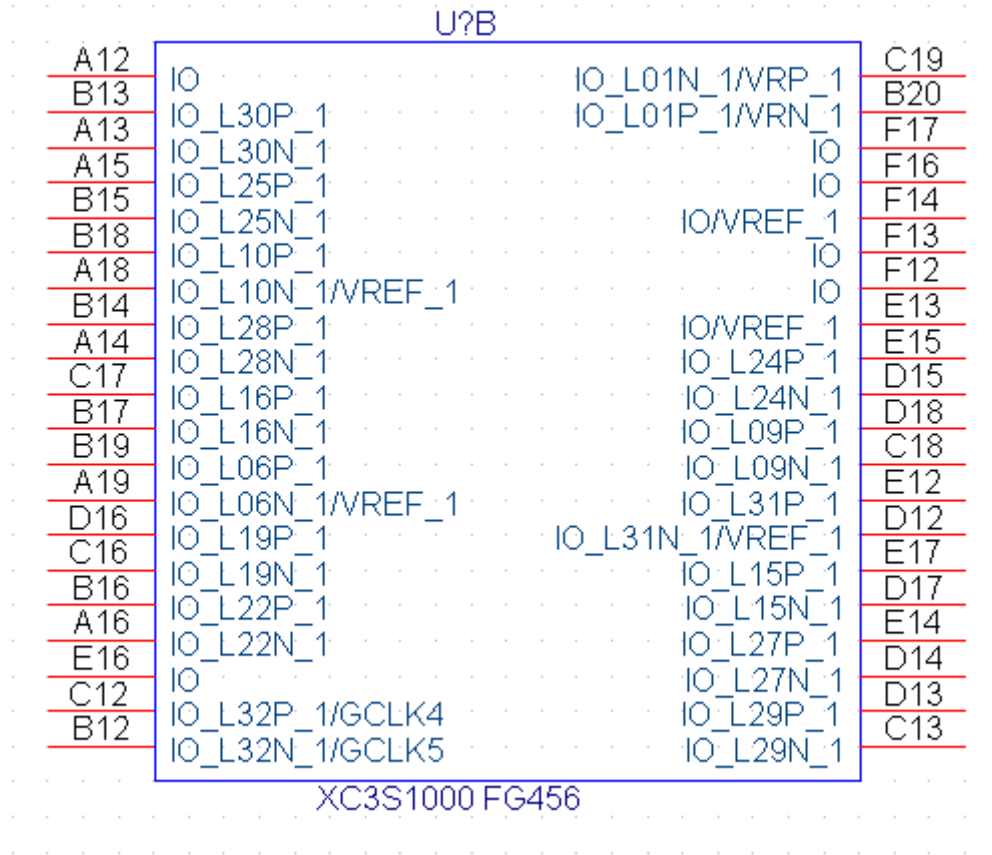 U?B
A12 IO IO_L01N_1/VRP_1 C19
B13 IO_L30P_1 IO_L01P_1/VRN_1 B20
A13 IO_L30N_1 IO F17
A15 IO_L25P_1 IO F16
B15 IO_L25N_1 IO/VREF_1 F14
B18 IO_L10P_1 IO F13
A18 IO_L10N_1/VREF_1 IO F12
B14 IO_L28P_1 IO/VREF_1 E13
A14 IO_L28N_1 IO_L24P_1 E15
C17 IO_L16P_1 IO_L24N_1 D15
B17 IO_L16N_1 IO_L09P_1 D18
B19 IO_L06P_1 IO_L09N_1 C18
A19 IO_L06N_1/VREF_1 IO_L31P_1 E12
D16 IO_L19P_1 IO_L31N_1/VREF_1 D12
C16 IO_L19N_1 IO_L15P_1 E17
B16 IO_L22P_1 IO_L15N_1 D17
A16 IO_L22N_1 IO_L27P_1 E14
E16 IO IO_L27N_1 D14
C12 IO_L32P_1/GCLK4 IO_L29P_1 D13
B12 IO_L32N_1/GCLK5 IO_L29N_1 C13
XC3S1000 FG456